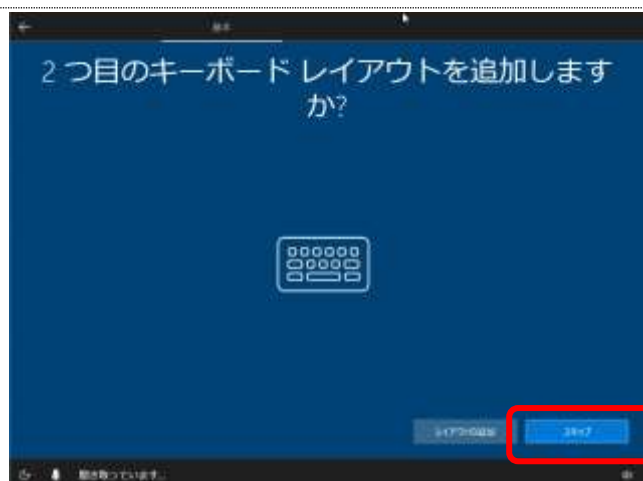 基本
2 つ目のキーボード レイアウトを追加します
か?
レイアウトの追加
スキップ
聞き取っています...